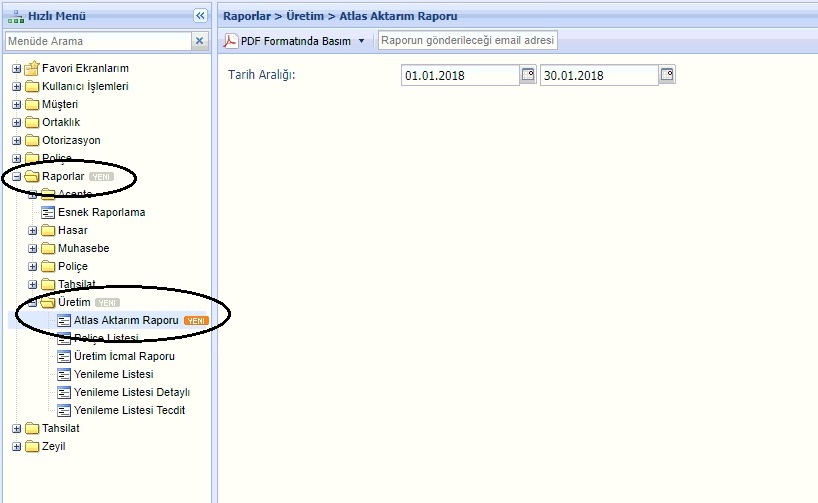 Hızlı Menü
Menüde Arama
Favori Ekranlarım
Kullanıcı İşlemleri
Müşteri
Ortaklık
Otorizasyon
Poliçe
Raporlar YENİ
Acente
Esnek Raporlama
Hasar
Muhasebe
Poliçe
Tahsilat
Üretim YENİ
Atlas Aktarım Raporu YENİ
Poliçe Listesi
Üretim İcmal Raporu
Yenileme Listesi
Yenileme Listesi Detaylı
Yenileme Listesi Tecdit
Tahsilat
Zeyil
Raporlar > Üretim > Atlas Aktarım Raporu
PDF Formatında Basım Raporun gönderileceği email adresi
Tarih Aralığı: 01.01.2018 30.01.2018